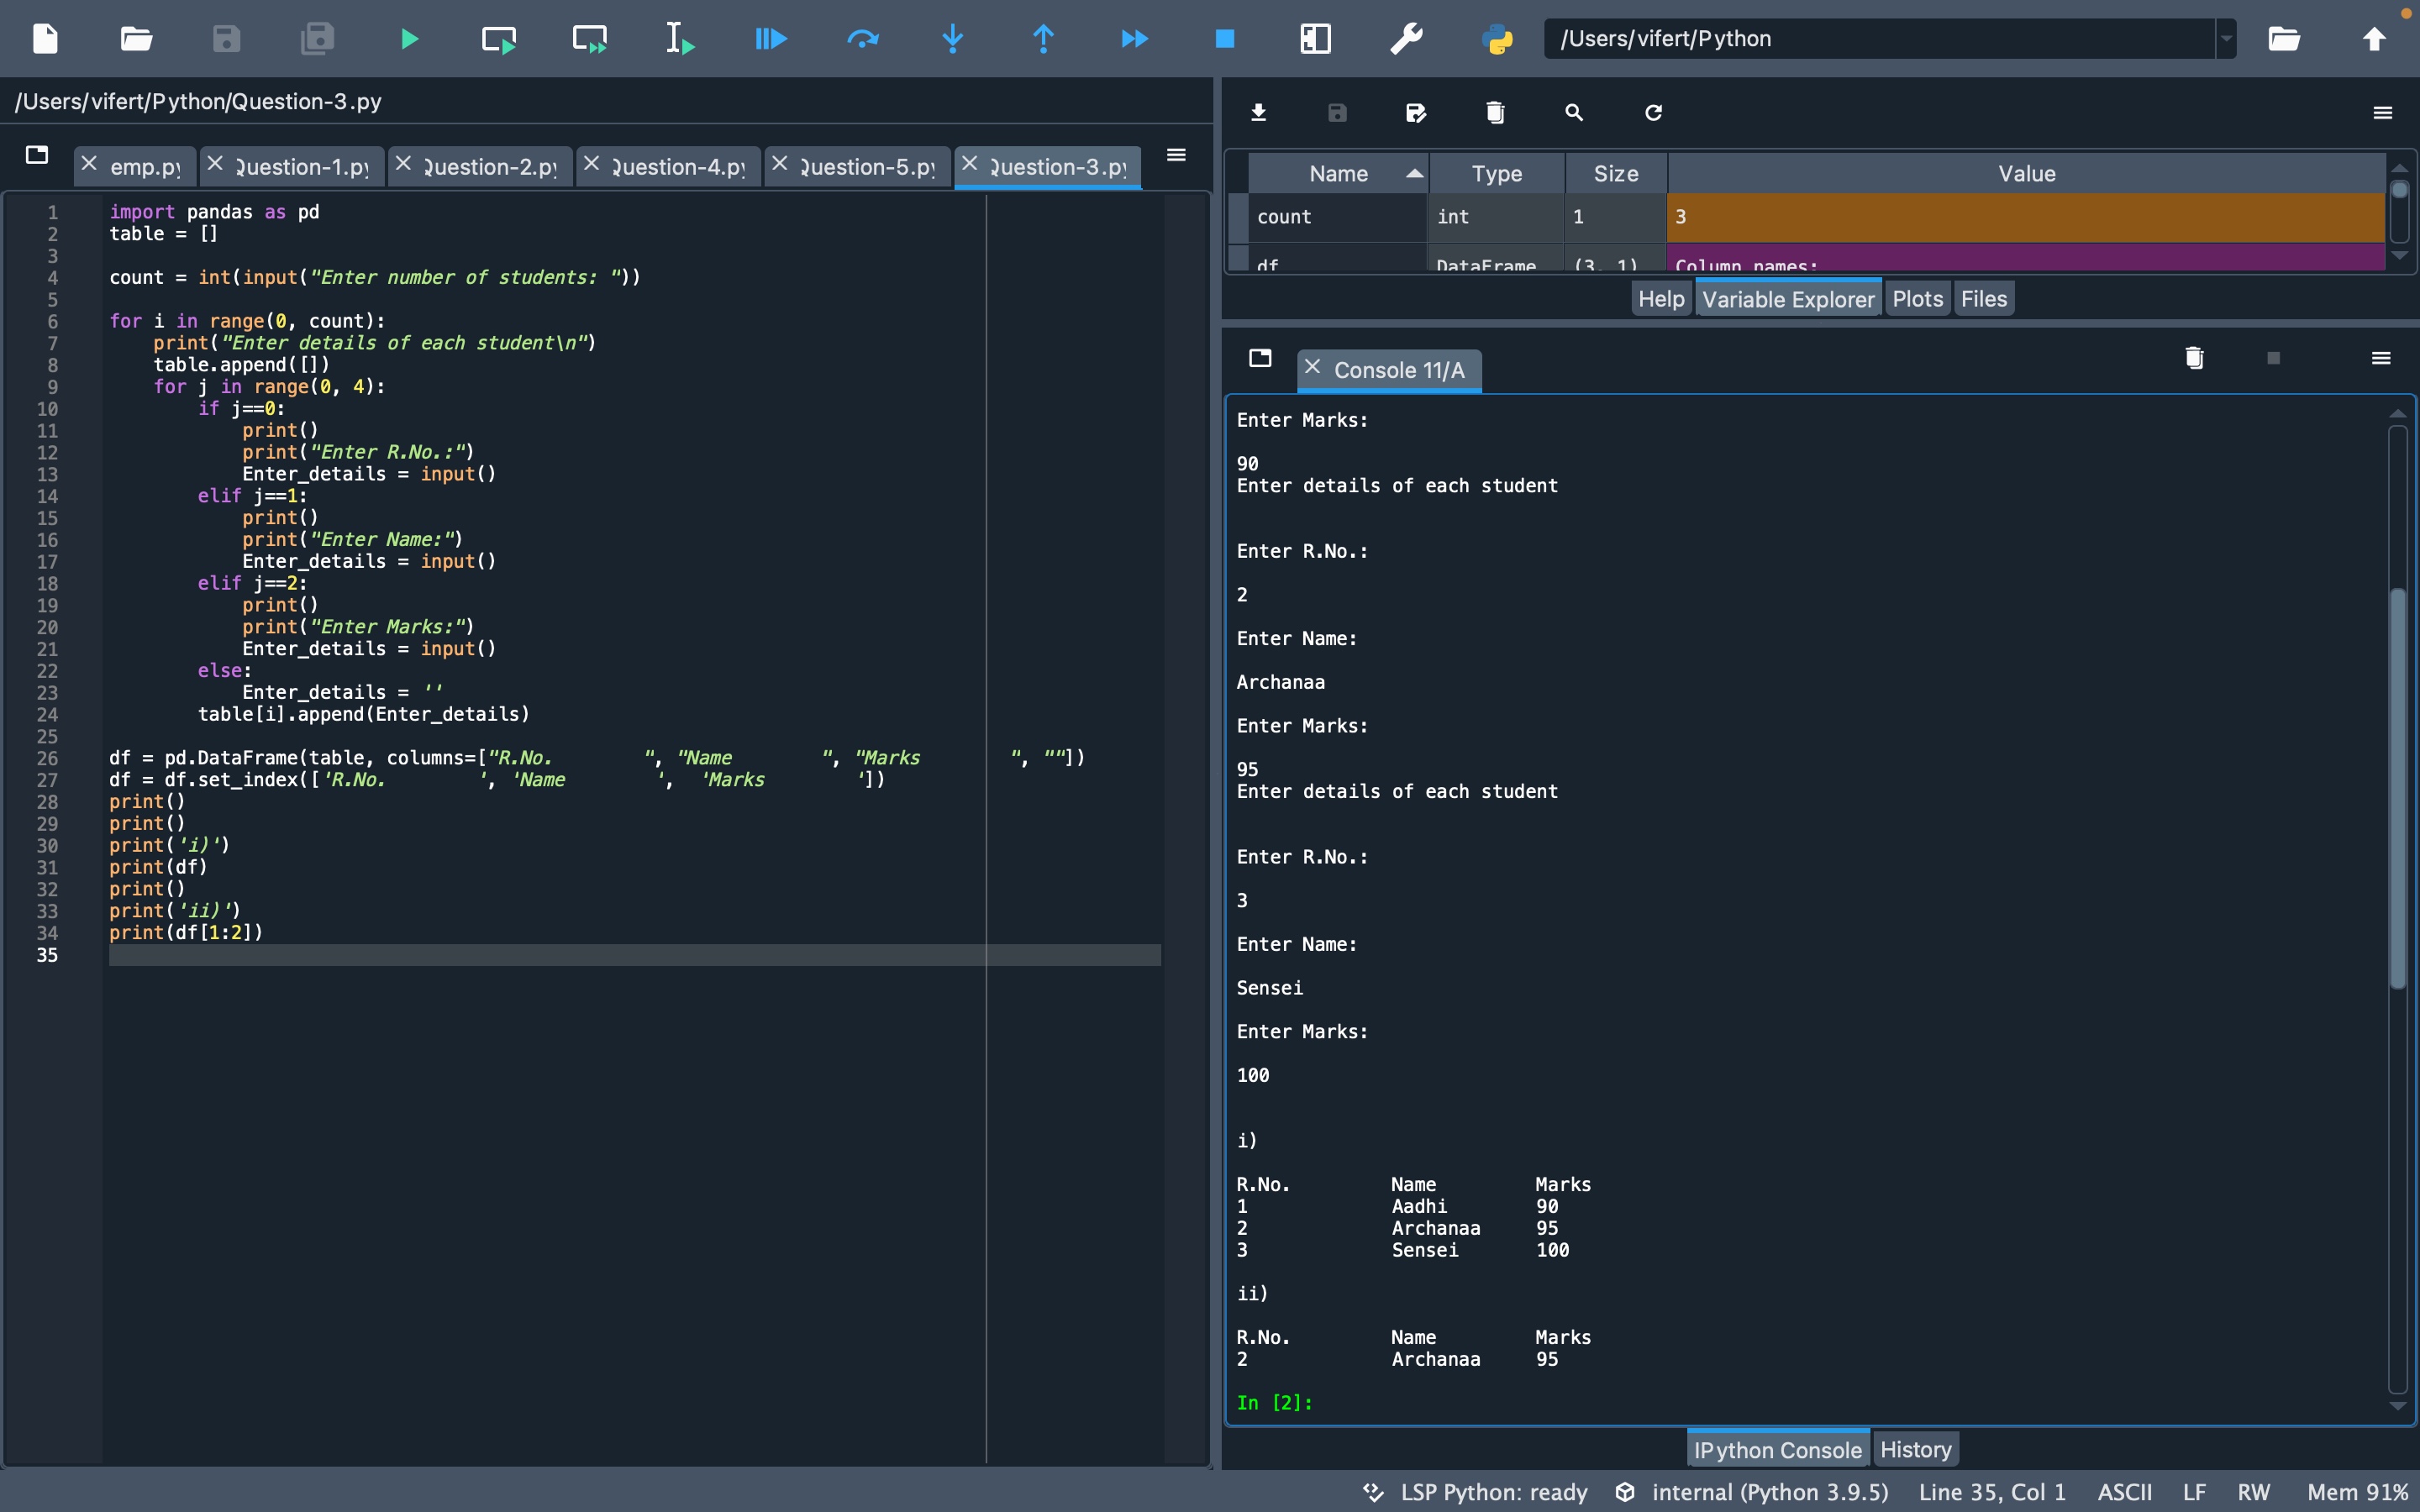 /Users/vifert/Python
/Users/vifert/Python/Question-3.py
emp.py Question-1.py Question-2.py Question-4.py Question-5.py Question-3.py
1 import pandas as pd
2 table = []
3
4 count = int(input("Enter number of students: "))
5
6 for i in range(0, count):
7     print("Enter details of each student\n")
8     table.append([])
9     for j in range(0, 4):
10         if j==0:
11             print()
12             print("Enter R.No.:")
13             Enter_details = input()
14         elif j==1:
15             print()
16             print("Enter Name:")
17             Enter_details = input()
18         elif j==2:
19             print()
20             print("Enter Marks:")
21             Enter_details = input()
22         else:
23             Enter_details = ''
24         table[i].append(Enter_details)
25
26 df = pd.DataFrame(table, columns=["R.No.        ", "Name        ", "Marks        ", ""])
27 df = df.set_index(['R.No.        ', 'Name        ',  'Marks        '])
28 print()
29 print()
30 print('i)')
31 print(df)
32 print()
33 print('ii)')
34 print(df[1:2])
35
Name Type Size Value
count int 1 3
df DataFrame (3, 1) Column names:
Help Variable Explorer Plots Files
Console 11/A
Enter Marks:
90
Enter details of each student
Enter R.No.:
2
Enter Name:
Archanaa
Enter Marks:
95
Enter details of each student
Enter R.No.:
3
Enter Name:
Sensei
Enter Marks:
100
i)
R.No. Name Marks
1 Aadhi 90
2 Archanaa 95
3 Sensei 100
ii)
R.No. Name Marks
2 Archanaa 95
In [2]:
IPython Console History
LSP Python: ready internal (Python 3.9.5) Line 35, Col 1 ASCII LF RW Mem 91%